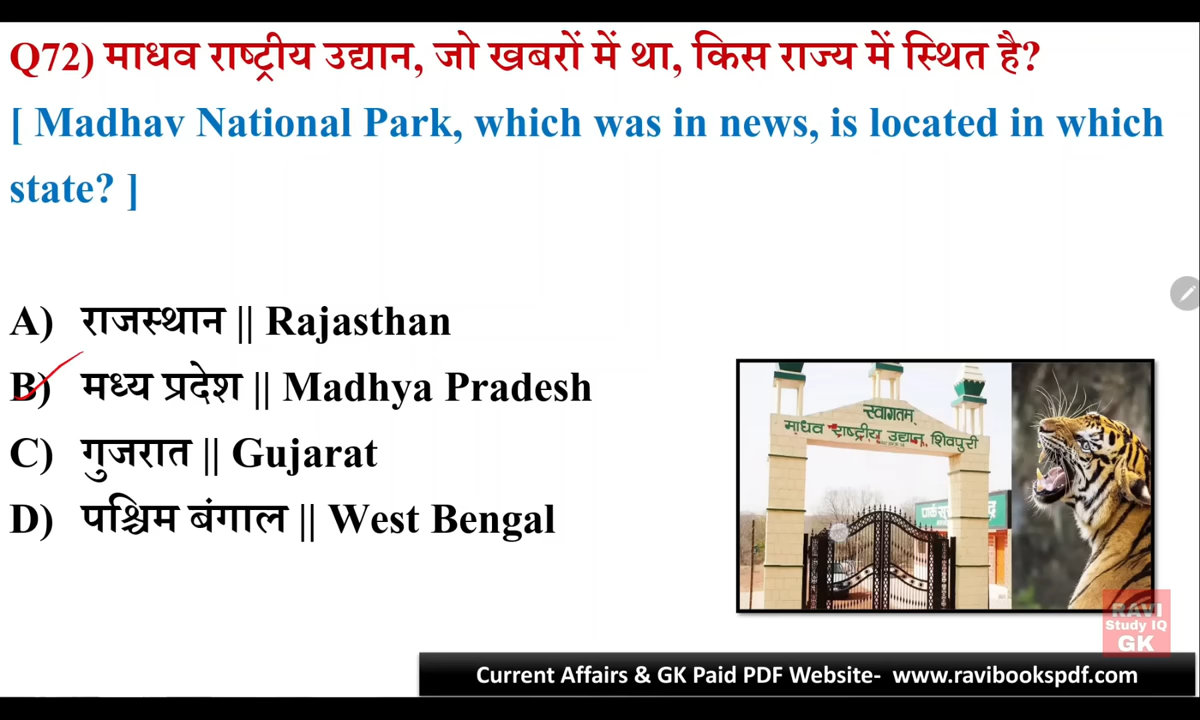 Q72) माधव राष्ट्रीय उद्यान, जो खबरों में था, किस राज्य में स्थित है?
[ Madhav National Park, which was in news, is located in which
state? ]
A) राजस्थान || Rajasthan
B) मध्य प्रदेश || Madhya Pradesh
C) गुजरात || Gujarat
D) पश्चिम बंगाल || West Bengal
स्वागतम्
माधव राष्ट्रीय उद्यान, शिवपुरी
RAVI
Study IQ
GK
Current Affairs & GK Paid PDF Website- www.ravibookspdf.com